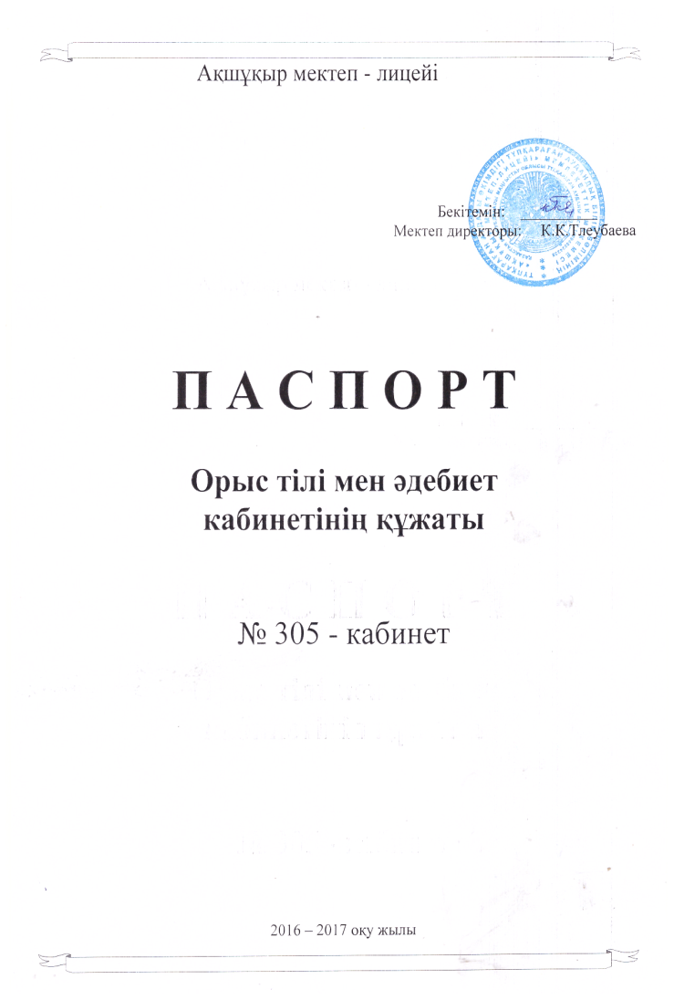 Ақшұқыр мектеп - лицейі
Бекітемін:
Мектеп директоры: К.Қ.Тлеубаева
ПАСПОРТ
Орыс тілі мен әдебиет
кабинетінің құжаты
№ 305 - кабинет
2016 – 2017 оқу жылы